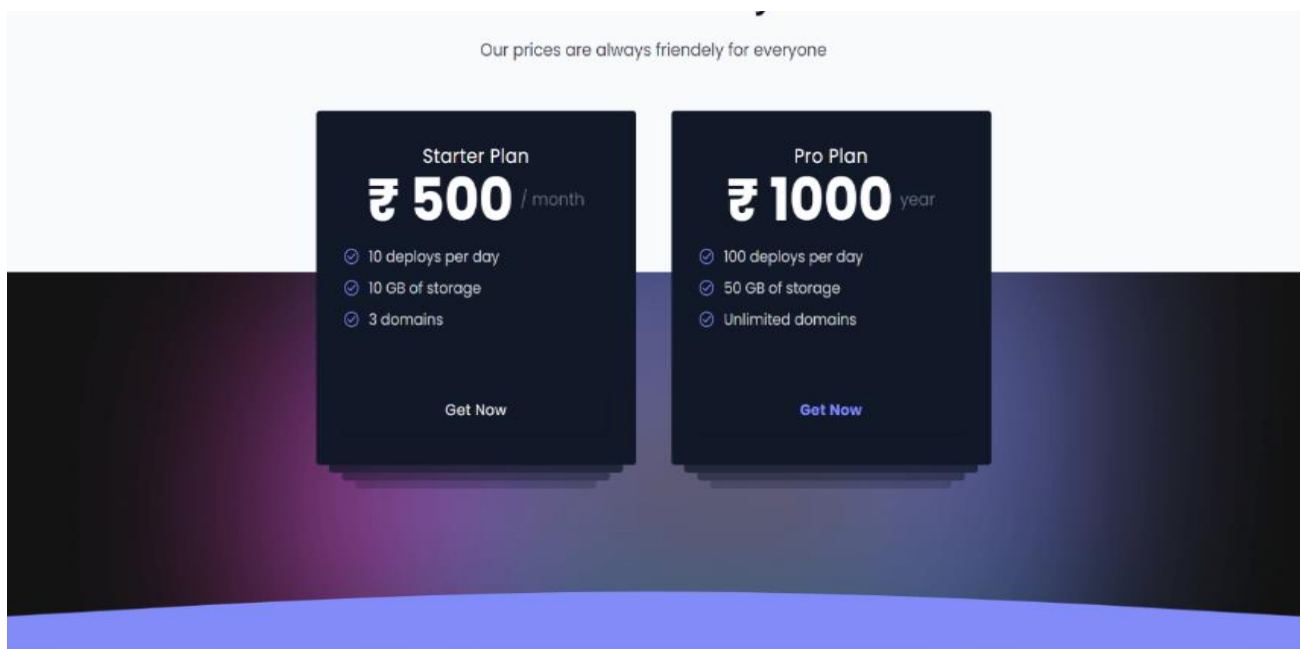 Our prices are always friendely for everyone
Starter Plan
₹ 500 / month
10 deploys per day
10 GB of storage
3 domains
Get Now
Pro Plan
₹ 1000 year
100 deploys per day
50 GB of storage
Unlimited domains
Get Now